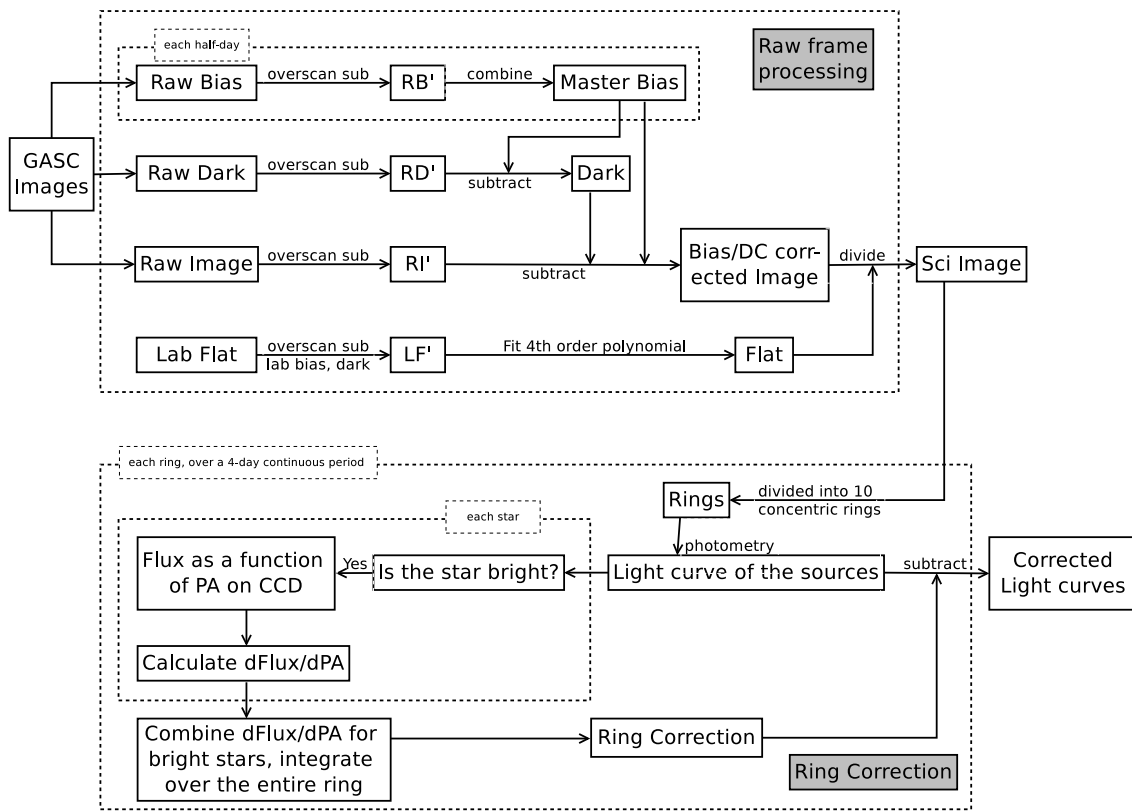 each half-day
Raw frame
processing
Raw Bias
overscan sub
RB'
combine
Master Bias
GASC
Images
Raw Dark
overscan sub
RD'
subtract
Dark
Raw Image
overscan sub
RI'
subtract
Bias/DC corr-
ected Image
divide
Sci Image
Lab Flat
overscan sub
lab bias, dark
LF'
Fit 4th order polynomial
Flat
each ring, over a 4-day continuous period
Rings
divided into 10
concentric rings
each star
photometry
Flux as a function
of PA on CCD
Yes
Is the star bright?
Light curve of the sources
subtract
Corrected
Light curves
Calculate dFlux/dPA
Combine dFlux/dPA for
bright stars, integrate
over the entire ring
Ring Correction
Ring Correction